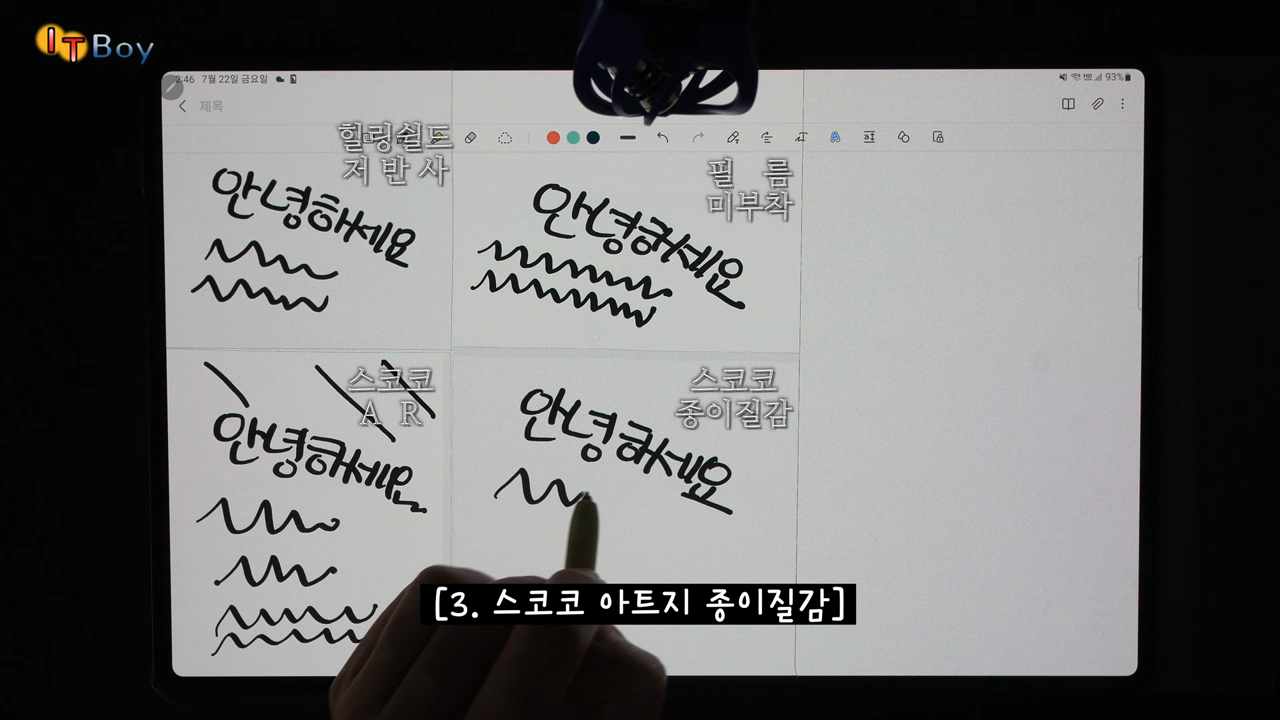 IT Boy
2:46 7월 22일 금요일
93%
제목
힐링쉴드
저반사
안녕하세요
필 름
미부착
안녕하세요
스코코
A R
안녕하세요
스코코
종이질감
안녕하세요
[3. 스코코 아트지 종이질감]